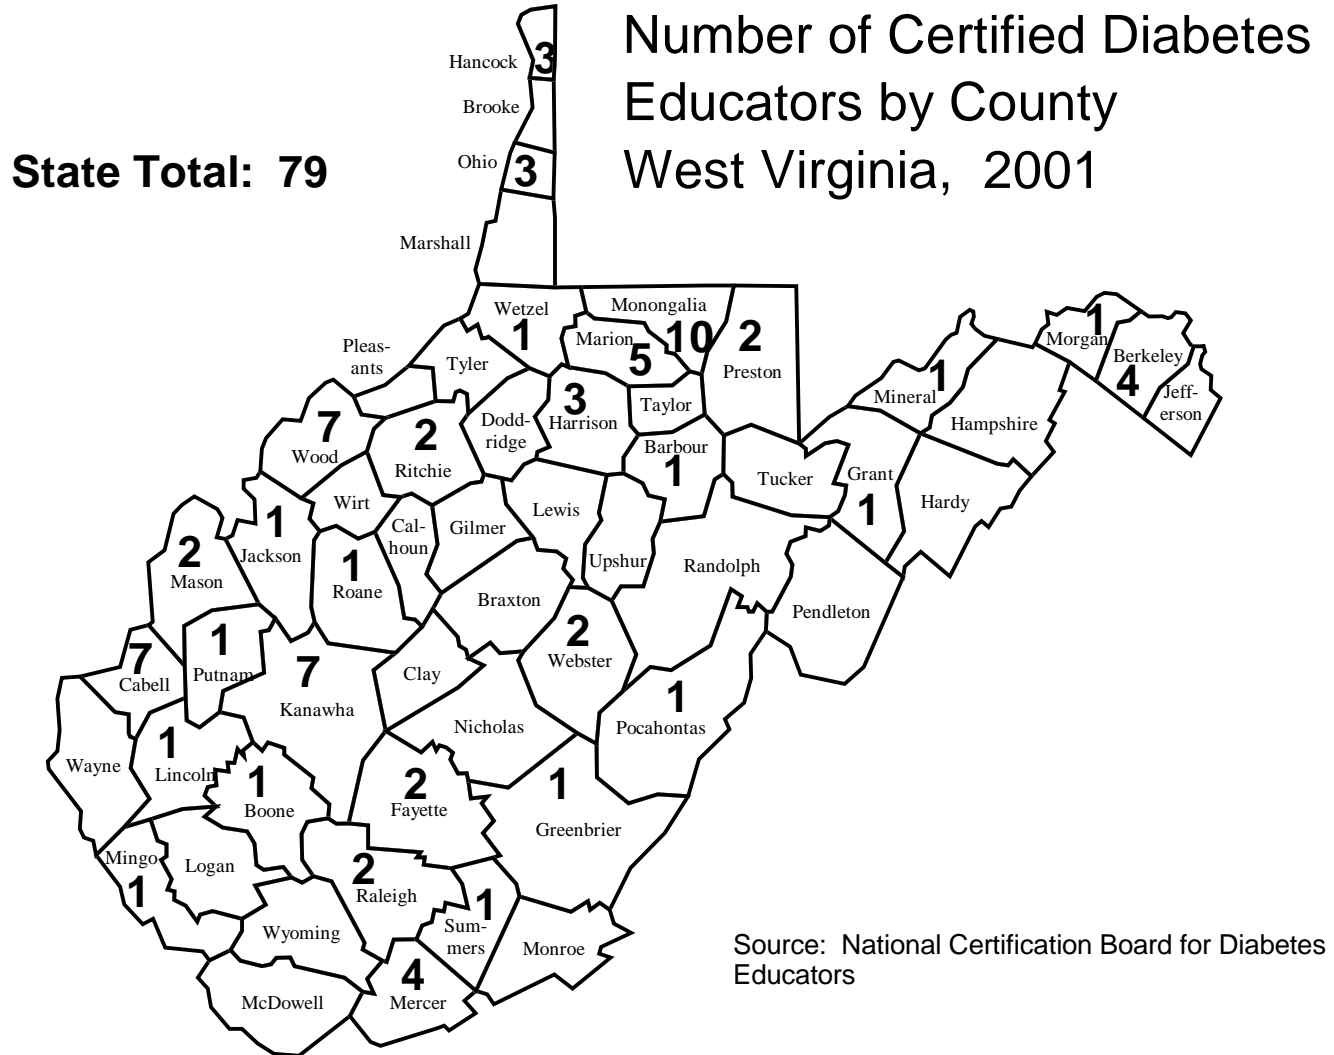 Number of Certified Diabetes
Educators by County
West Virginia, 2001
State Total: 79
Hancock 3
Brooke
Ohio 3
Marshall
Wetzel
1
Monongalia
10
Marion
5
2
Preston
Pleas-
ants
Tyler
7
Wood
2
Ritchie
Dodd-
ridge
3
Harrison
Taylor
Barbour
1
Tucker
Grant
1
Mineral 1
Hampshire
Hardy
1
Morgan
Berkeley
4
Jeff-
erson
Wirt
Cal-
houn
Gilmer
Lewis
Upshur
Randolph
Pendleton
1
Jackson
2
Mason
1
Roane
Braxton
2
Webster
1
Pocahontas
7
Cabell
1
Putnam
7
Kanawha
Clay
Nicholas
Wayne
1
Lincoln
1
Boone
2
Fayette
1
Greenbrier
Mingo
1
Logan
2
Raleigh
1
Sum-
mers
Wyoming
Monroe
McDowell
4
Mercer
Source: National Certification Board for Diabetes
Educators